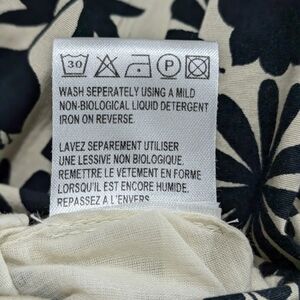 30 P
WASH SEPERATELY USING A MILD
NON-BIOLOGICAL LIQUID DETERGENT
IRON ON REVERSE.
LAVEZ SEPAREMENT UTILISER
UNE LESSIVE NON BIOLOGIQUE.
REMETTRE LE VETEMENT EN FORME
LORSQU'IL EST ENCORE HUMIDE.
REPASSEZ A L'ENVERS